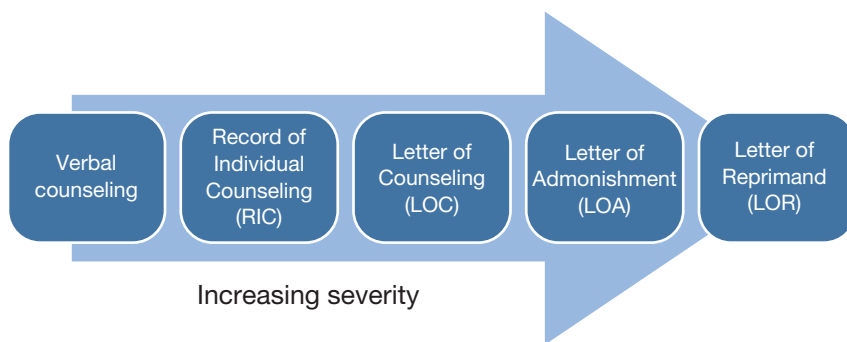 Verbal
counseling
Record of
Individual
Counseling
(RIC)
Letter of
Counseling
(LOC)
Letter of
Admonishment
(LOA)
Letter of
Reprimand
(LOR)
Increasing severity